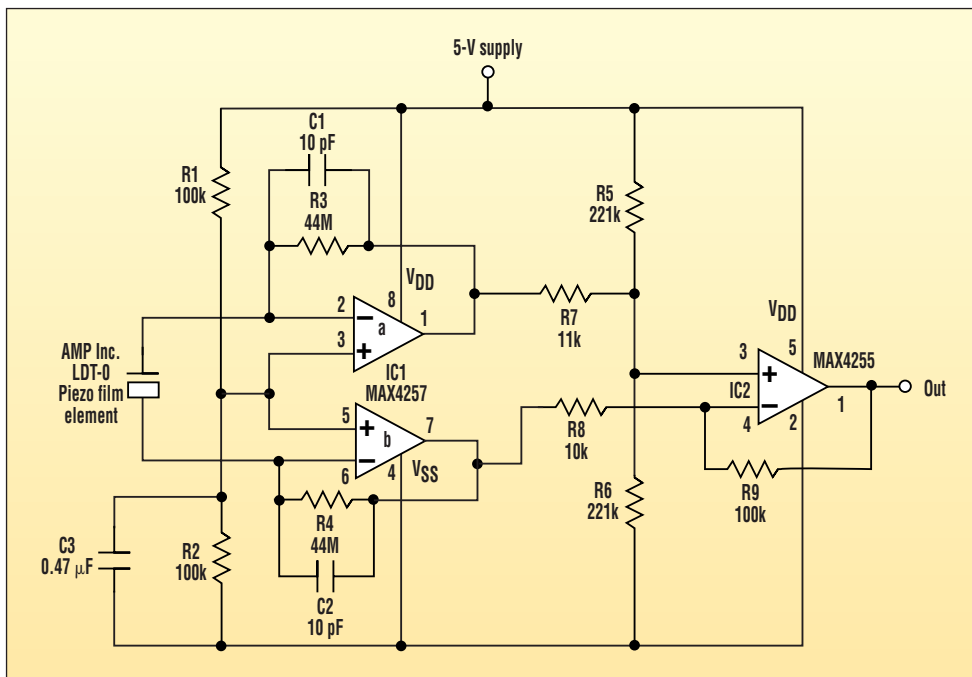 5-V supply
C1
10 pF
R1
100k
R3
44M
R5
221k
VDD
2
8
a
1
3
R7
11k
VDD
AMP Inc.
LDT-0
Piezo film
element
IC1
MAX4257
3
5
MAX4255
IC2
1
Out
5
b
7
4
2
R8
10k
6
4
VSS
R9
100k
R4
44M
R6
221k
C3
0.47 µF
R2
100k
C2
10 pF